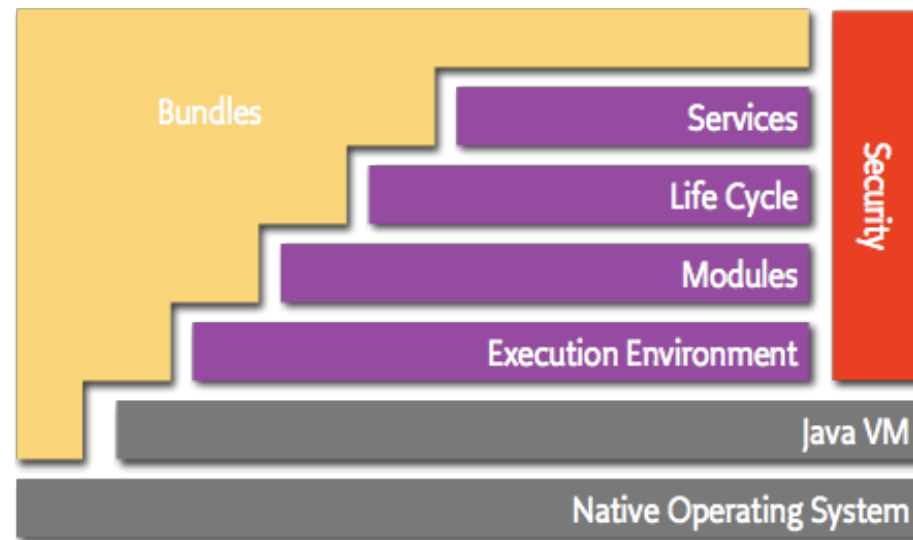 Bundles
Services
Life Cycle
Modules
Execution Environment
Security
Java VM
Native Operating System